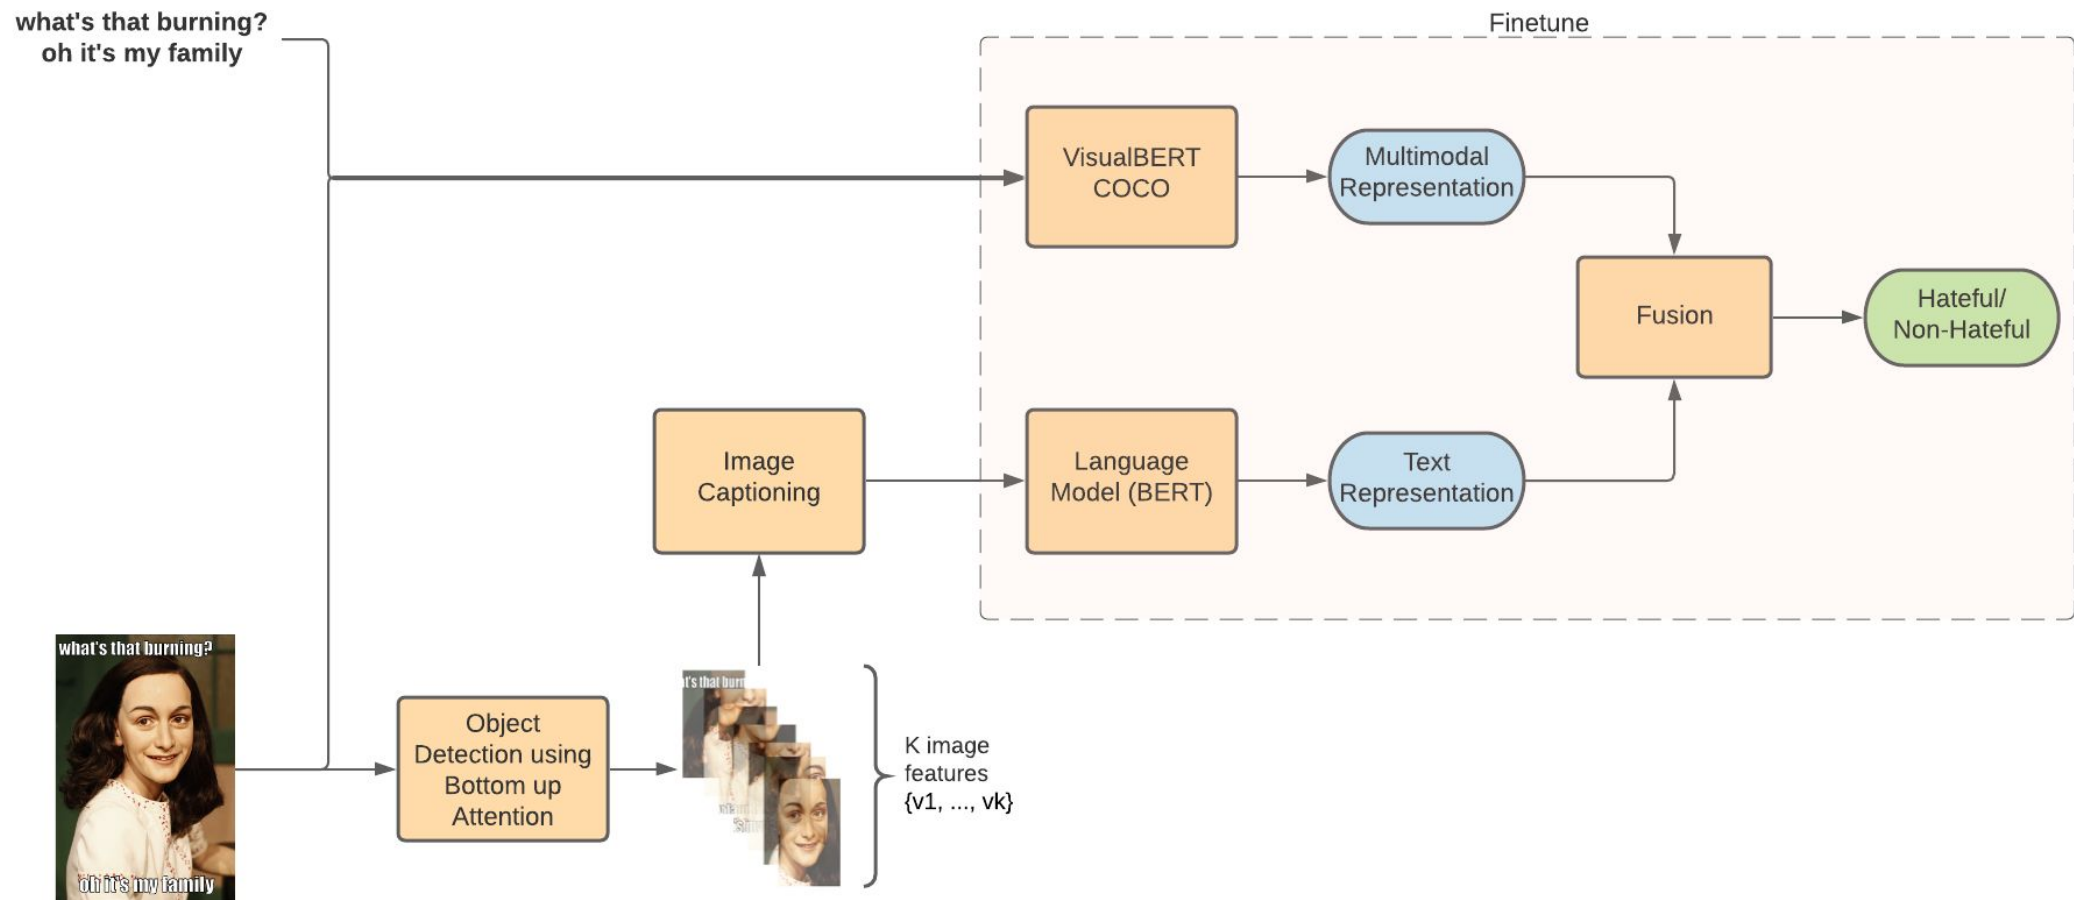 what's that burning?
oh it's my family
Finetune
VisualBERT
COCO
Multimodal
Representation
Fusion
Hateful/
Non-Hateful
Image
Captioning
Language
Model (BERT)
Text
Representation
what's that burning?
oh it's my family
Object
Detection using
Bottom up
Attention
t's that burn
K image
features
{v1, ..., vk}